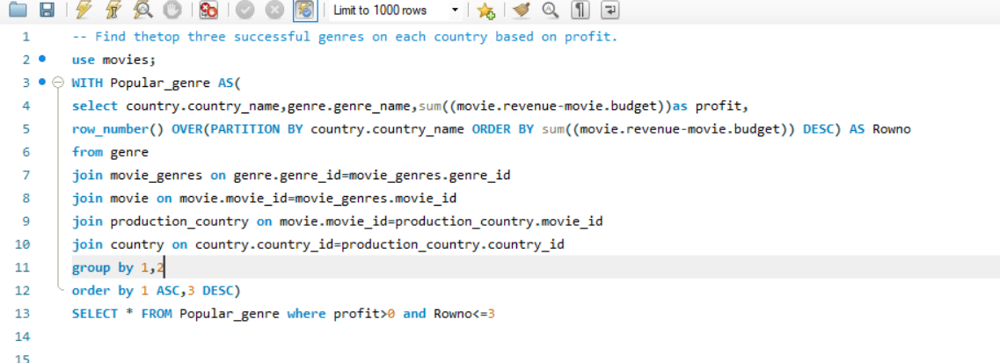 Limit to 1000 rows
1 -- Find thetop three successful genres on each country based on profit.
2 use movies;
3 WITH Popular_genre AS(
4 select country.country_name,genre.genre_name,sum((movie.revenue-movie.budget))as profit,
5 row_number() OVER(PARTITION BY country.country_name ORDER BY sum((movie.revenue-movie.budget)) DESC) AS Rowno
6 from genre
7 join movie_genres on genre.genre_id=movie_genres.genre_id
8 join movie on movie.movie_id=movie_genres.movie_id
9 join production_country on movie.movie_id=production_country.movie_id
10 join country on country.country_id=production_country.country_id
11 group by 1,2
12 order by 1 ASC,3 DESC)
13 SELECT * FROM Popular_genre where profit>0 and Rowno<=3
14
15